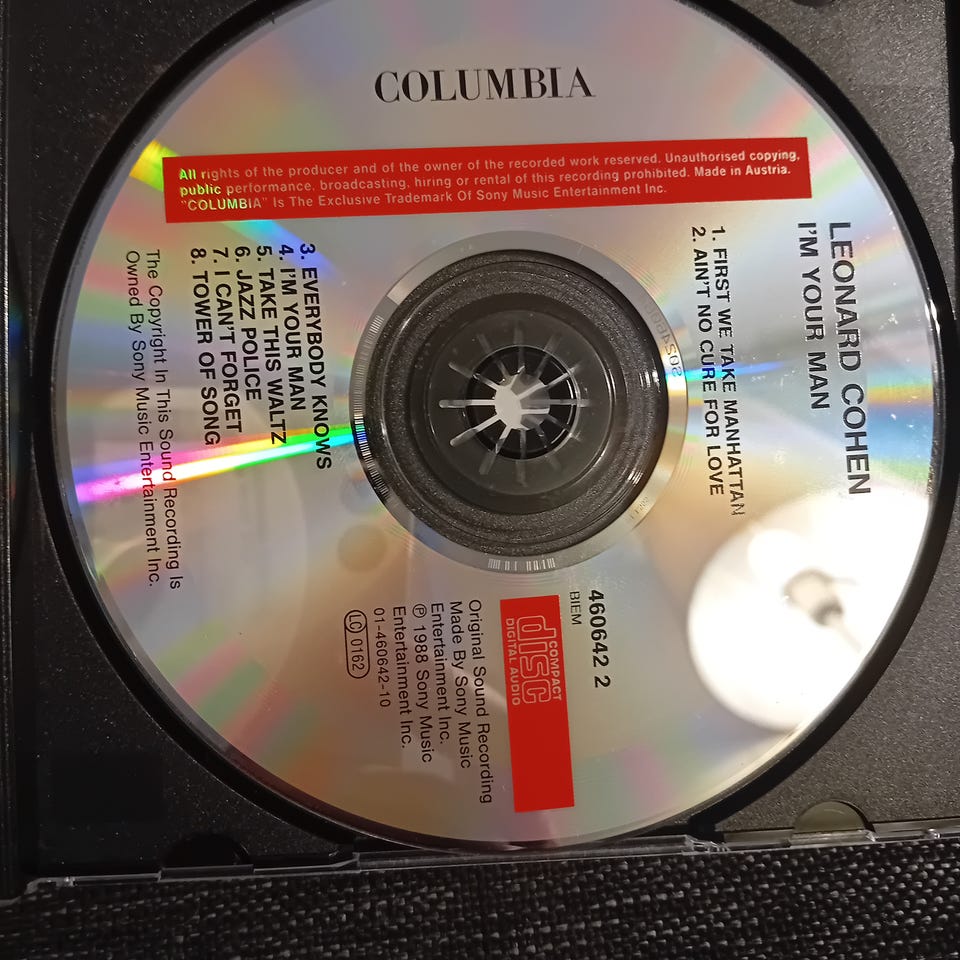 COLUMBIA
All rights of the producer and of the owner of the recorded work reserved. Unauthorised copying,
public performance, broadcasting, hiring or rental of this recording prohibited. Made in Austria.
"COLUMBIA" Is The Exclusive Trademark Of Sony Music Entertainment Inc.
LEONARD COHEN
I'M YOUR MAN
1. FIRST WE TAKE MANHATTAN
2. AIN'T NO CURE FOR LOVE
3. EVERYBODY KNOWS
4. I'M YOUR MAN
5. TAKE THIS WALTZ
6. JAZZ POLICE
7. I CAN'T FORGET
8. TOWER OF SONG
The Copyright In This Sound Recording Is
Owned By Sony Music Entertainment Inc.
460642 2
BIEM
COMPACT
disc
DIGITAL AUDIO
Original Sound Recording
Made By Sony Music
Entertainment Inc.
℗ 1988 Sony Music
Entertainment Inc.
01-460642-10
LC 0162